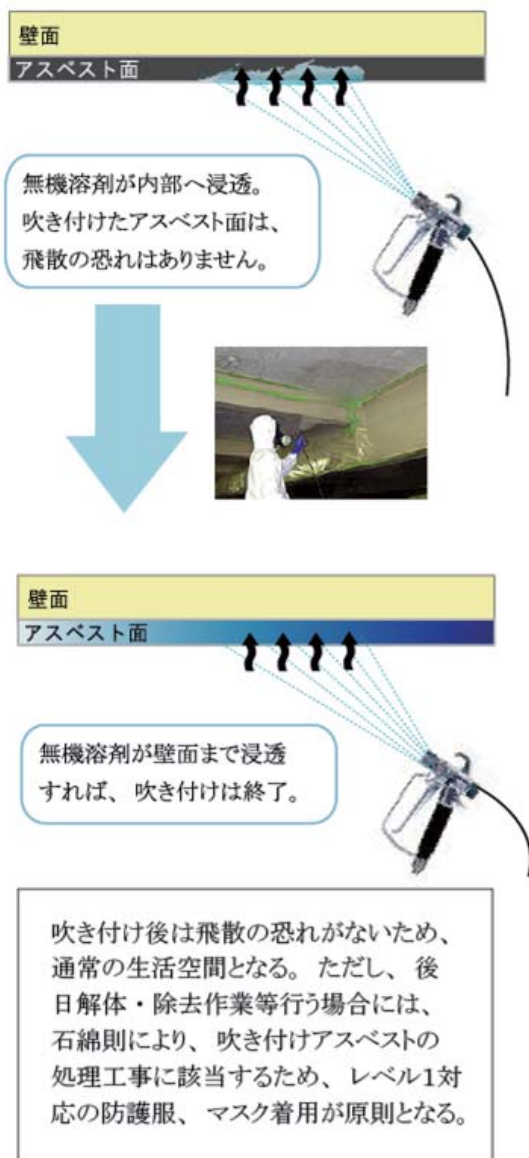 壁面
アスベスト面
無機溶剤が内部へ浸透。
吹き付けたアスベスト面は、
飛散の恐れはありません。
壁面
アスベスト面
無機溶剤が壁面まで浸透
すれば、吹き付けは終了。
吹き付け後は飛散の恐れがないため、
通常の生活空間となる。ただし、後
日解体・除去作業等行う場合には、
石綿則により、吹き付けアスベストの
処理工事に該当するため、レベル1対
応の防護服、マスク着用が原則となる。